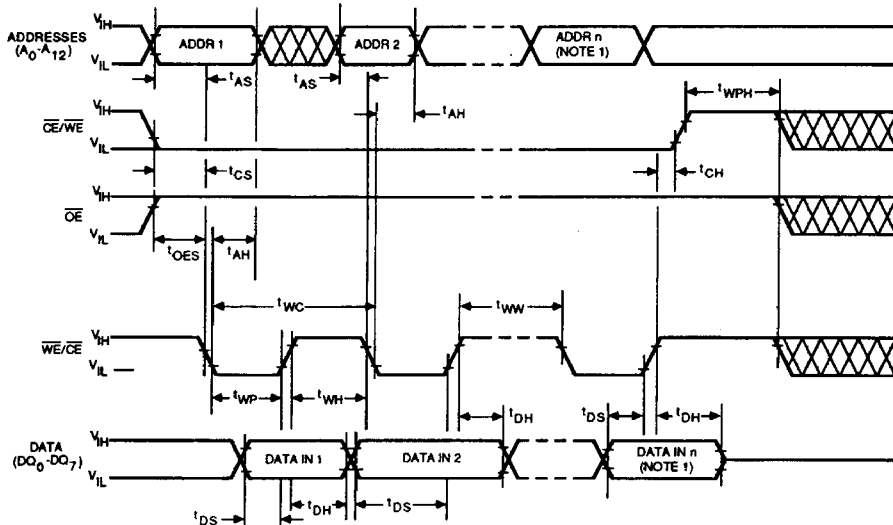 ADDRESSES
(A0-A12)
VIH
VIL
ADDR 1
ADDR 2
ADDR n
(NOTE 1)
tAS
tAS
tAH
tWPH
CE/WE
VIH
VIL
tCS
tCH
OE
VIH
VIL
tOES
tAH
tWC
tWW
WE/CE
VIH
VIL
tWP
tWH
tDH
tDS
tDH
DATA
(DQ0-DQ7)
VIH
VIL
DATA IN 1
DATA IN 2
DATA IN n
(NOTE 1)
tDS
tDH
tDS